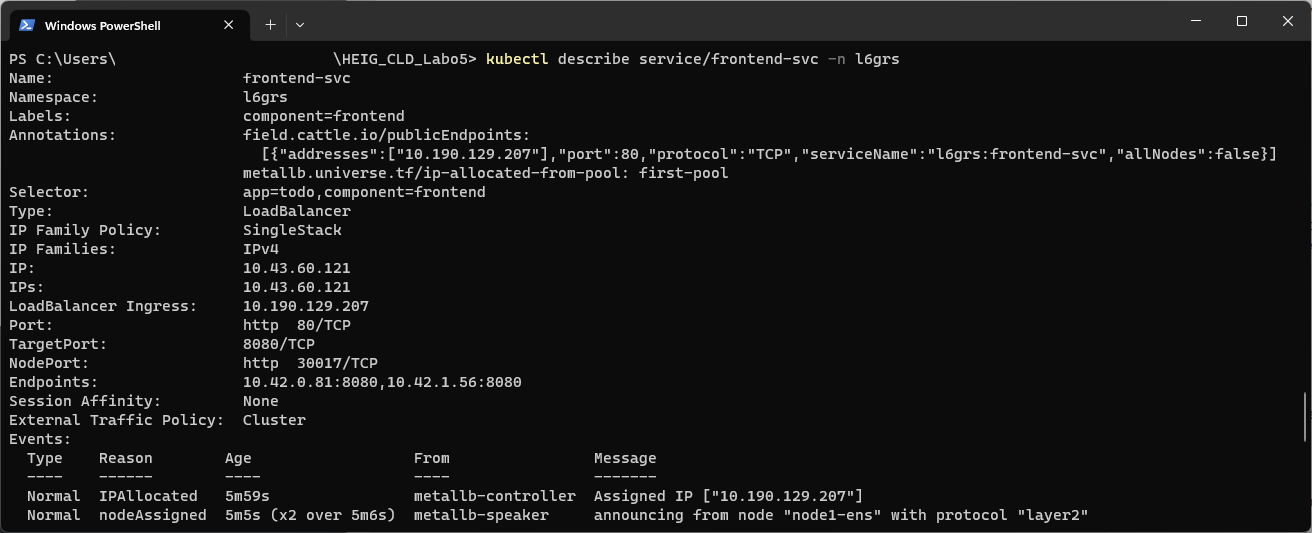 Windows PowerShell
PS C:\Users\ \HEIG_CLD_Labo5> kubectl describe service/frontend-svc -n l6grs
Name: frontend-svc
Namespace: l6grs
Labels: component=frontend
Annotations: field.cattle.io/publicEndpoints:
[{"addresses":["10.190.129.207"],"port":80,"protocol":"TCP","serviceName":"l6grs:frontend-svc","allNodes":false}]
metallb.universe.tf/ip-allocated-from-pool: first-pool
Selector: app=todo,component=frontend
Type: LoadBalancer
IP Family Policy: SingleStack
IP Families: IPv4
IP: 10.43.60.121
IPs: 10.43.60.121
LoadBalancer Ingress: 10.190.129.207
Port: http 80/TCP
TargetPort: 8080/TCP
NodePort: http 30017/TCP
Endpoints: 10.42.0.81:8080,10.42.1.56:8080
Session Affinity: None
External Traffic Policy: Cluster
Events:
Type Reason Age From Message
---- ------ ---- ---- -------
Normal IPAllocated 5m59s metallb-controller Assigned IP ["10.190.129.207"]
Normal nodeAssigned 5m5s (x2 over 5m6s) metallb-speaker announcing from node "node1-ens" with protocol "layer2"